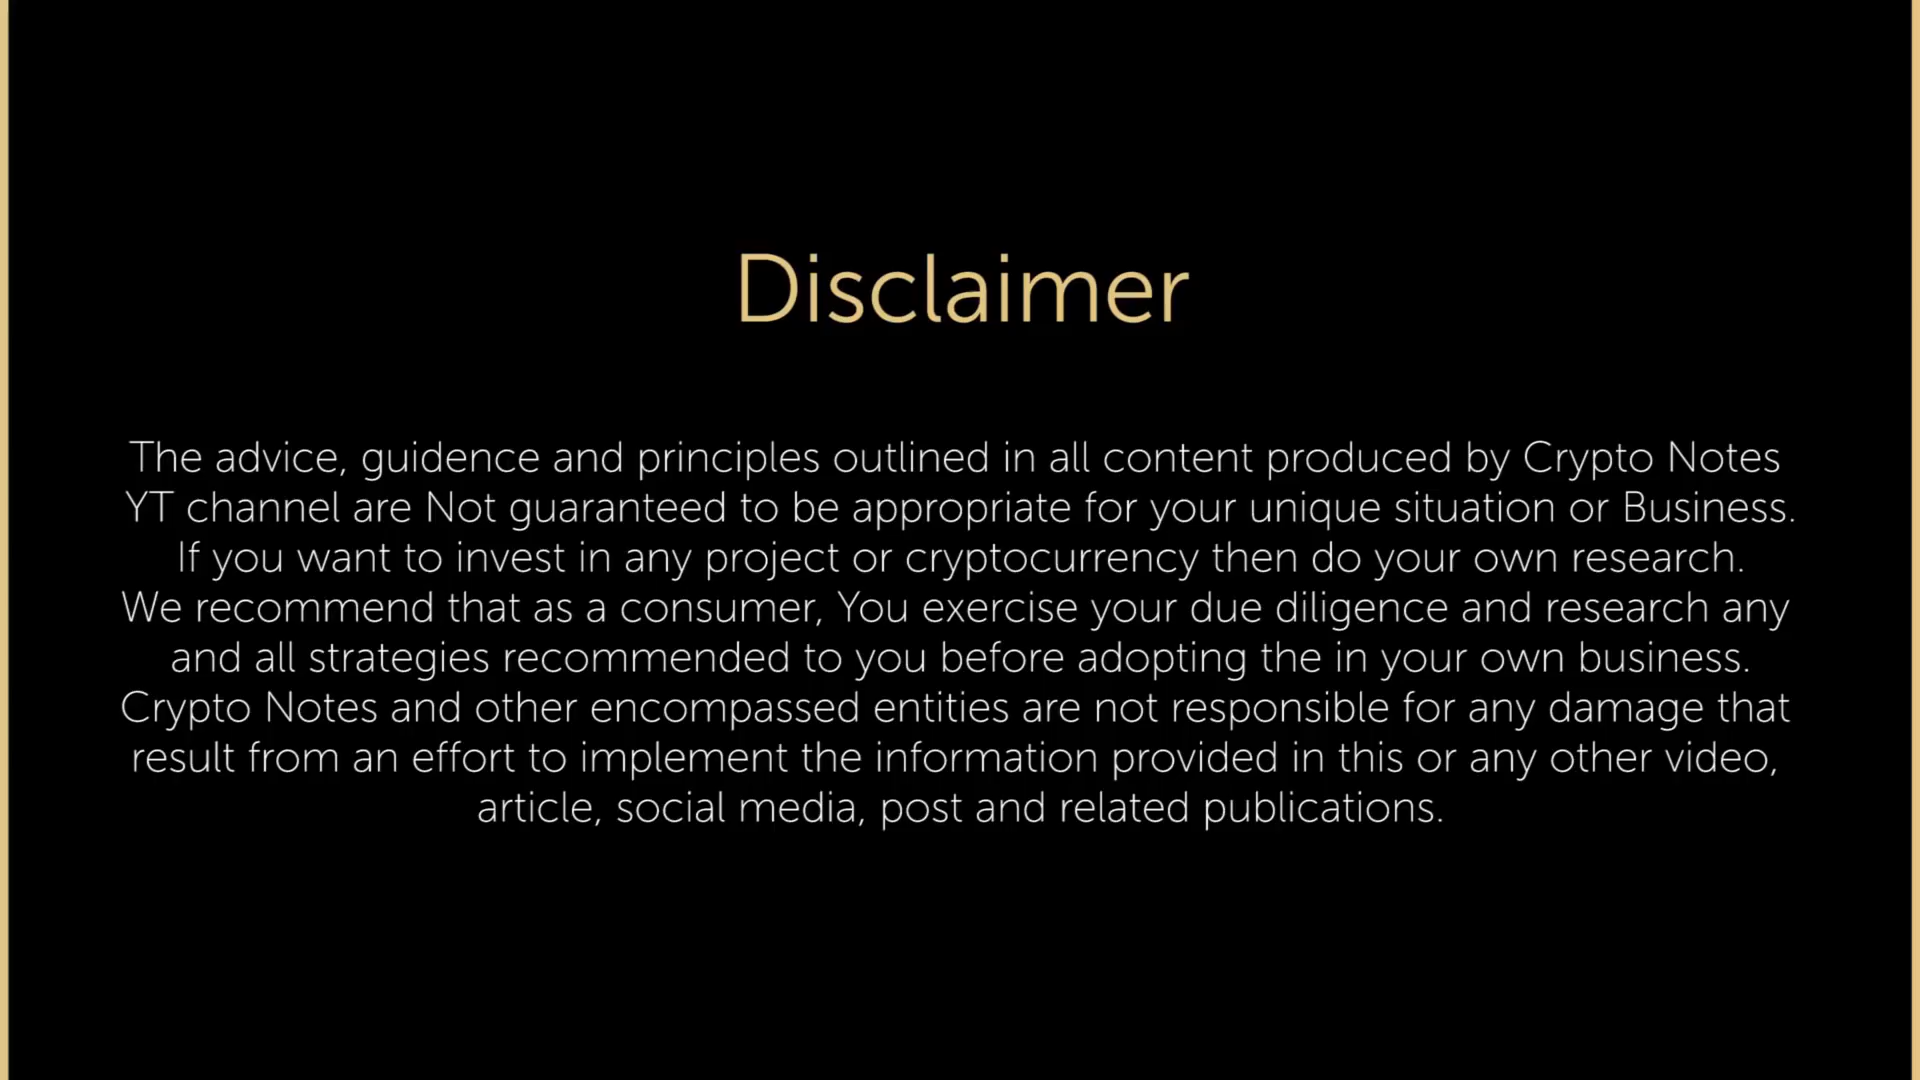 Disclaimer
The advice, guidence and principles outlined in all content produced by Crypto Notes
YT channel are Not guaranteed to be appropriate for your unique situation or Business.
If you want to invest in any project or cryptocurrency then do your own research.
We recommend that as a consumer, You exercise your due diligence and research any
and all strategies recommended to you before adopting the in your own business.
Crypto Notes and other encompassed entities are not responsible for any damage that
result from an effort to implement the information provided in this or any other video,
article, social media, post and related publications.